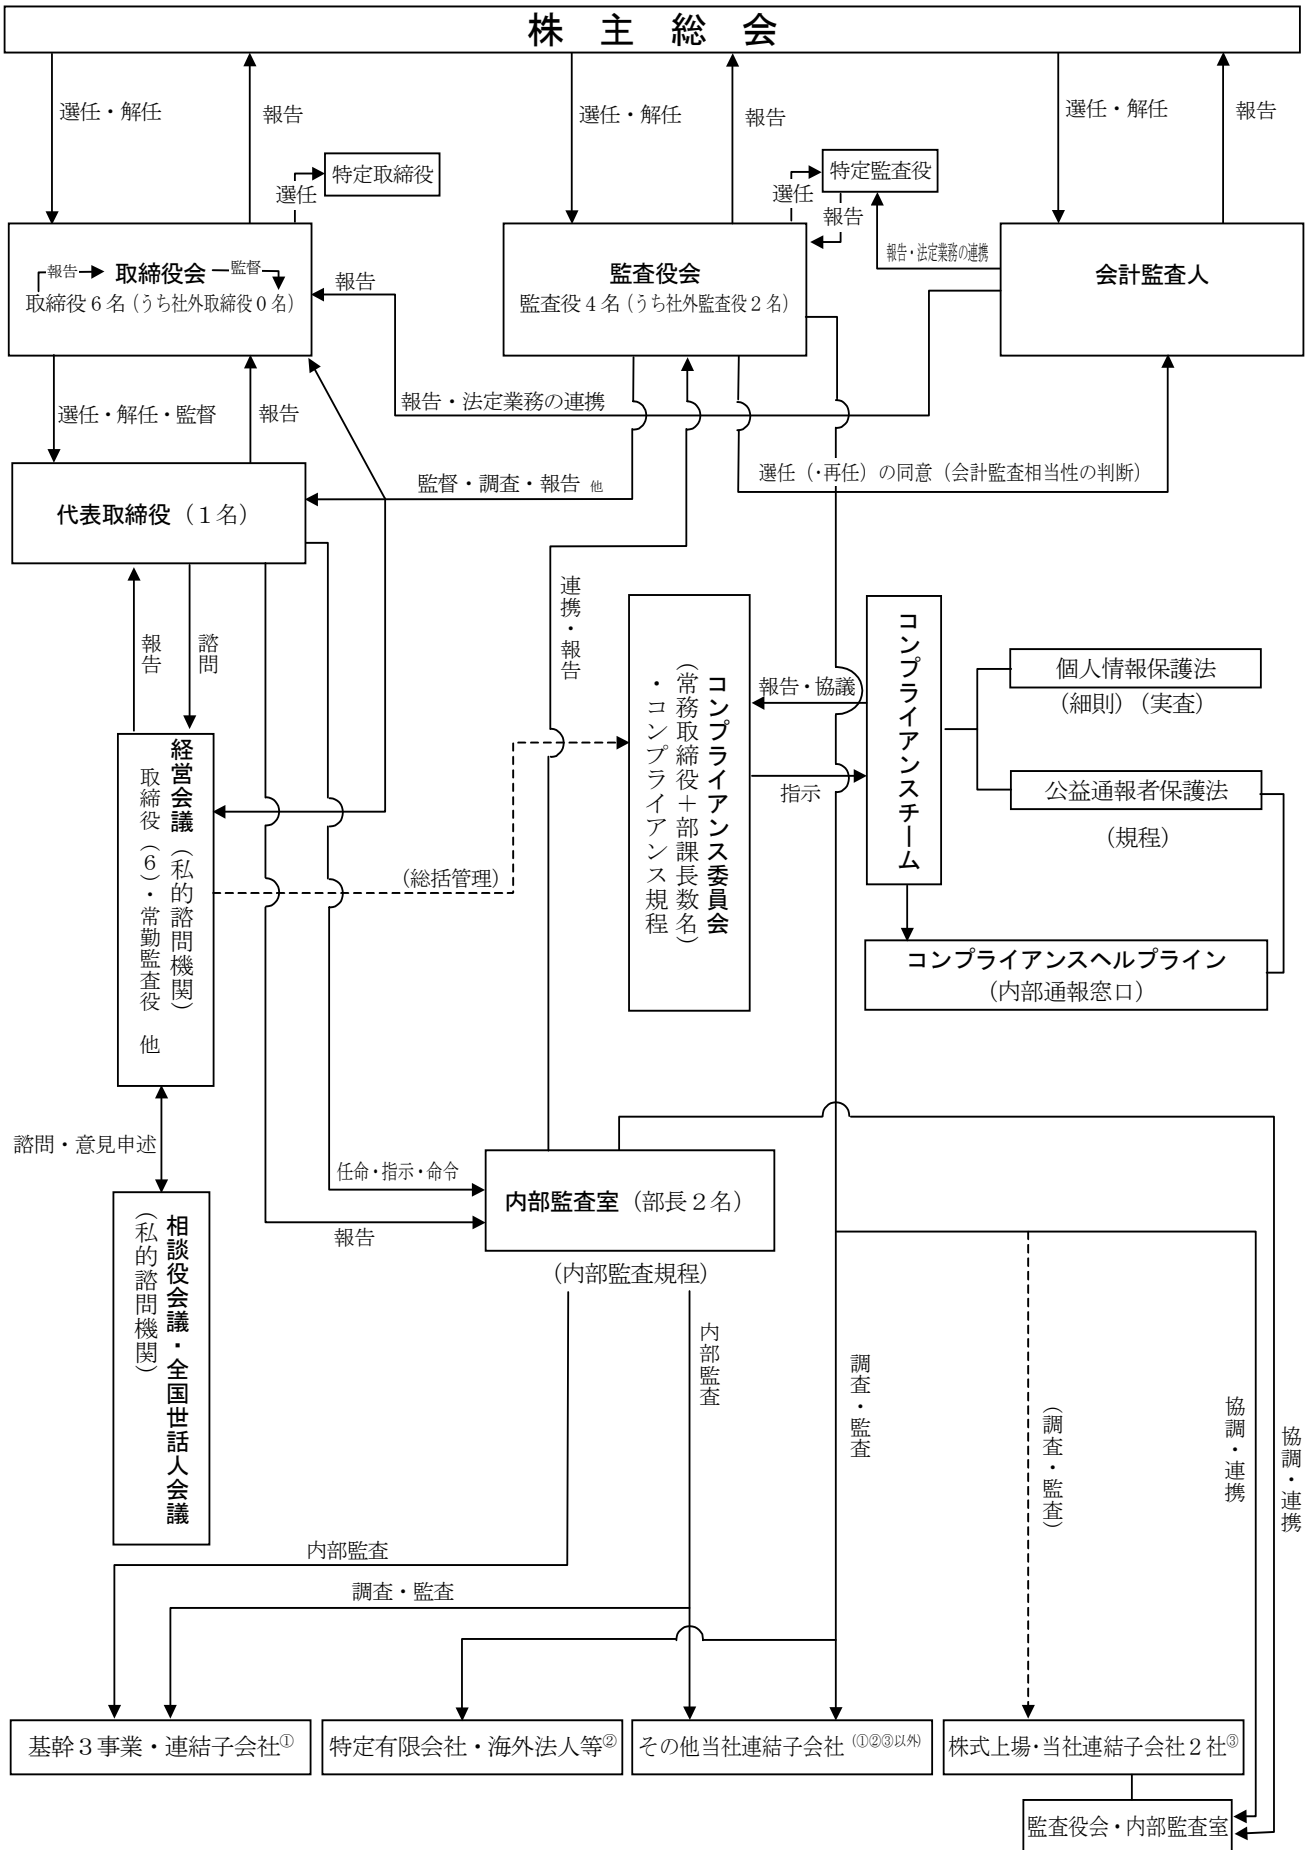 株主総会
選任・解任
報告
選任・解任
報告
選任・解任
報告
特定取締役
選任
特定監査役
選任
報告
報告・法定業務の連携
報告
取締役会
監督
取締役6名(うち社外取締役0名)
報告
監査役会
監査役4名(うち社外監査役2名)
会計監査人
選任・解任・監督
報告
報告・法定業務の連携
監督・調査・報告 他
選任(・再任)の同意(会計監査相当性の判断)
代表取締役(1名)
報告
諮問
連携・報告
コンプライアンス委員会
(常務取締役+部課長数名)
・コンプライアンス規程
報告・協議
指示
コンプライアンスチーム
個人情報保護法
(細則)(実査)
公益通報者保護法
(規程)
コンプライアンスヘルプライン
(内部通報窓口)
経営会議(私的諮問機関)
取締役(6)・常勤監査役 他
(総括管理)
諮問・意見申述
相談役会議・全国世話人会議
(私的諮問機関)
任命・指示・命令
報告
内部監査室(部長2名)
(内部監査規程)
内部監査
調査・監査
(調査・監査)
協調・連携
協調・連携
内部監査
調査・監査
基幹3事業・連結子会社①
特定有限会社・海外法人等②
その他当社連結子会社(①②③以外)
株式上場・当社連結子会社2社③
監査役会・内部監査室